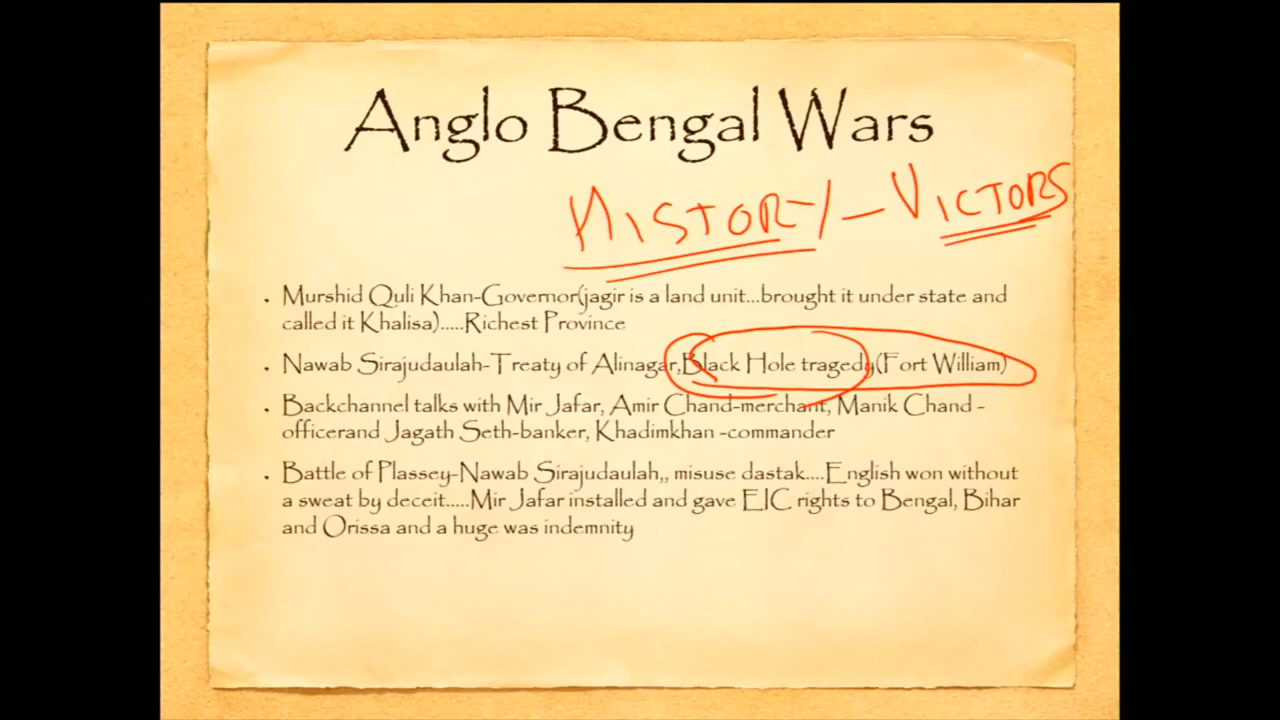 Anglo Bengal Wars
HISTORY - VICTORS
. Murshid Quli Khan-Governor(jagir is a land unit...brought it under state and
called it Khalisa).....Richest Province
. Nawab Sirajudaulah-Treaty of Alinagar,Black Hole tragedy(Fort William)
. Backchannel talks with Mir Jafar, Amir Chand-merchant, Manik Chand -
officerand Jagath Seth-banker, Khadimkhan -commander
. Battle of Plassey-Nawab Sirajudaulah,, misuse dastak....English won without
a sweat by deceit.....Mir Jafar installed and gave EIC rights to Bengal, Bihar
and Orissa and a huge was indemnity